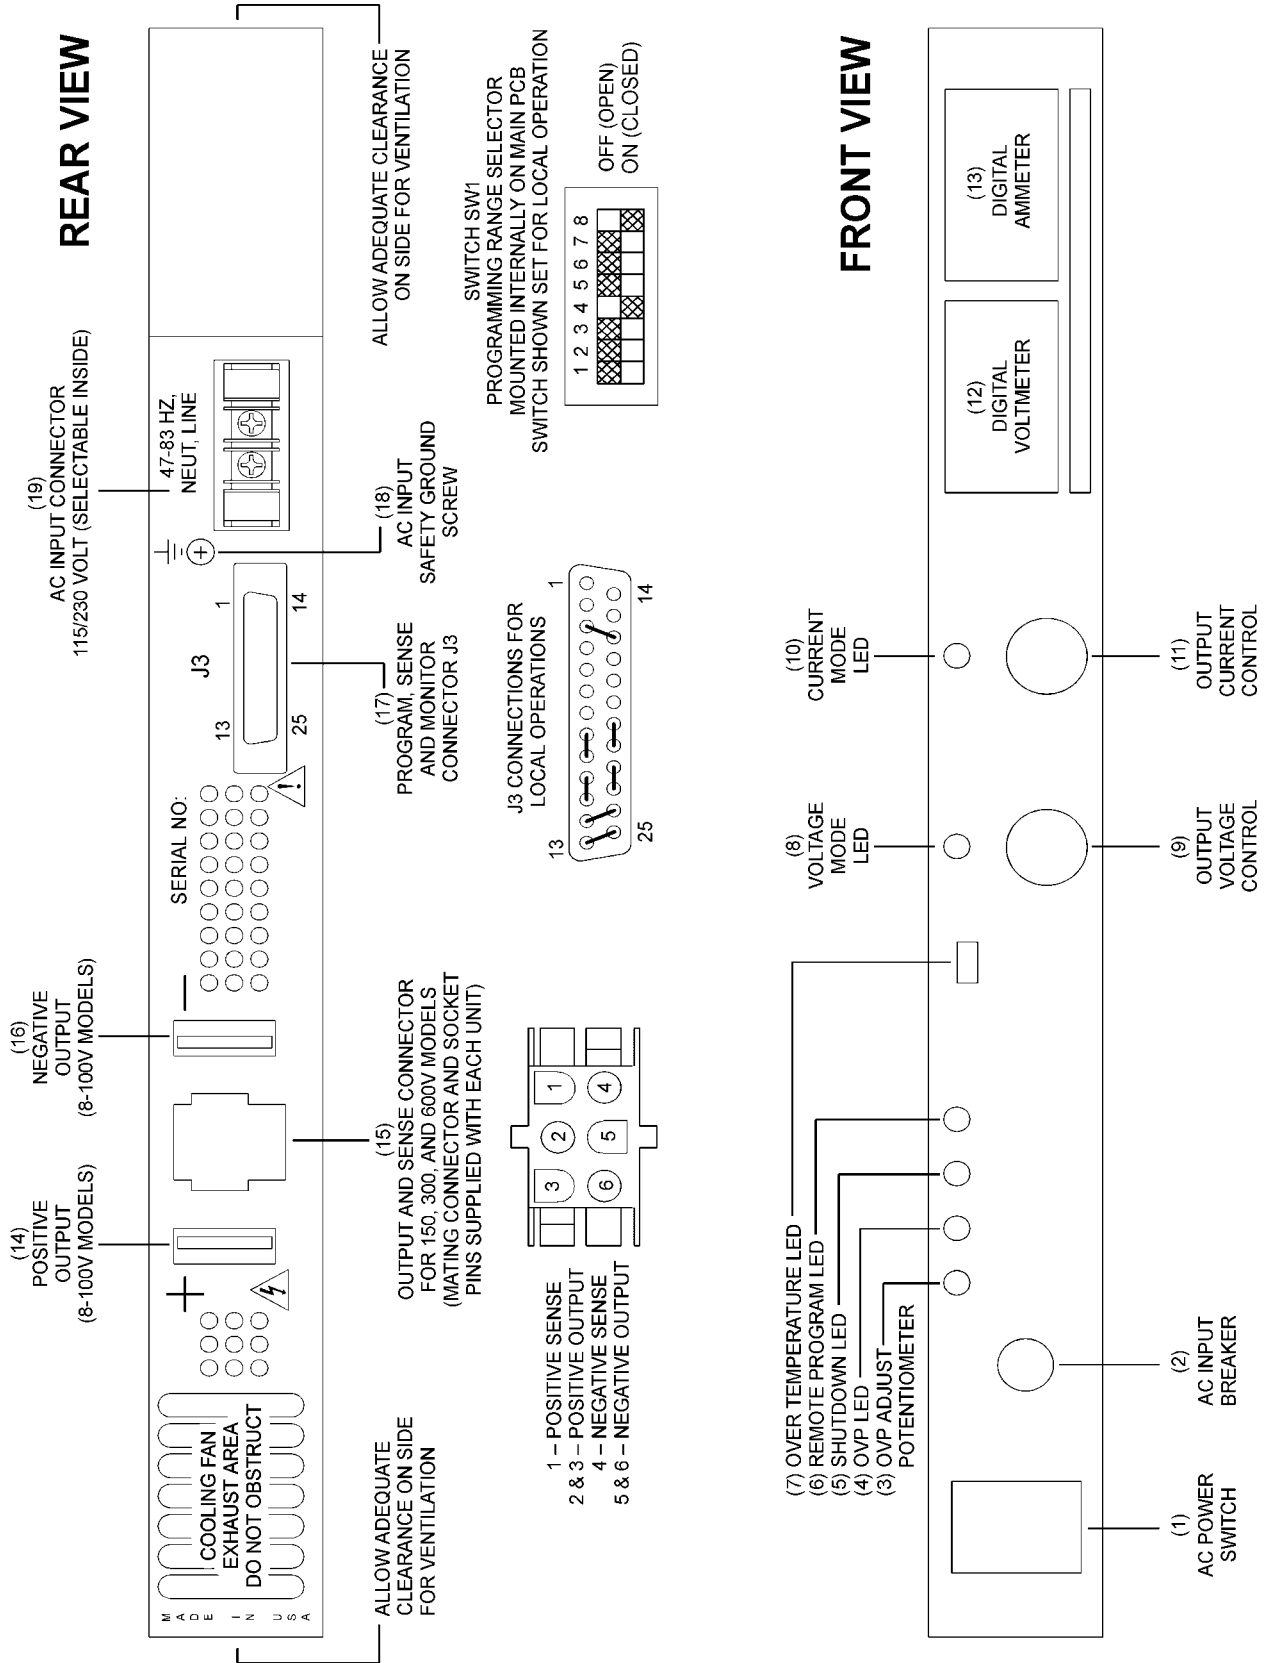 REAR VIEW
(14)
POSITIVE
OUTPUT
(8-100V MODELS)
(16)
NEGATIVE
OUTPUT
(8-100V MODELS)
(19)
AC INPUT CONNECTOR
115/230 VOLT (SELECTABLE INSIDE)
MADE IN USA
COOLING FAN
EXHAUST AREA
DO NOT OBSTRUCT
+
–
SERIAL NO:
!
13
1
J3
25
14
47-83 HZ,
NEUT, LINE
ALLOW ADEQUATE
CLEARANCE ON SIDE
FOR VENTILATION
(15)
OUTPUT AND SENSE CONNECTOR
FOR 150, 300, AND 600V MODELS
(MATING CONNECTOR AND SOCKET
PINS SUPPLIED WITH EACH UNIT)
(17)
PROGRAM, SENSE
AND MONITOR
CONNECTOR J3
(18)
AC INPUT
SAFETY GROUND
SCREW
ALLOW ADEQUATE CLEARANCE
ON SIDE FOR VENTILATION
1 – POSITIVE SENSE
2 & 3 – POSITIVE OUTPUT
4 – NEGATIVE SENSE
5 & 6 – NEGATIVE OUTPUT
3 2 1
6 5 4
J3 CONNECTIONS FOR
LOCAL OPERATIONS
13
1
25
14
SWITCH SW1
PROGRAMMING RANGE SELECTOR
MOUNTED INTERNALLY ON MAIN PCB
SWITCH SHOWN SET FOR LOCAL OPERATION
1 2 3 4 5 6 7 8
OFF (OPEN)
ON (CLOSED)
FRONT VIEW
(7) OVER TEMPERATURE LED
(6) REMOTE PROGRAM LED
(5) SHUTDOWN LED
(4) OVP LED
(3) OVP ADJUST
POTENTIOMETER
(8)
VOLTAGE
MODE
LED
(10)
CURRENT
MODE
LED
(12)
DIGITAL
VOLTMETER
(13)
DIGITAL
AMMETER
(1)
AC POWER
SWITCH
(2)
AC INPUT
BREAKER
(9)
OUTPUT
VOLTAGE
CONTROL
(11)
OUTPUT
CURRENT
CONTROL